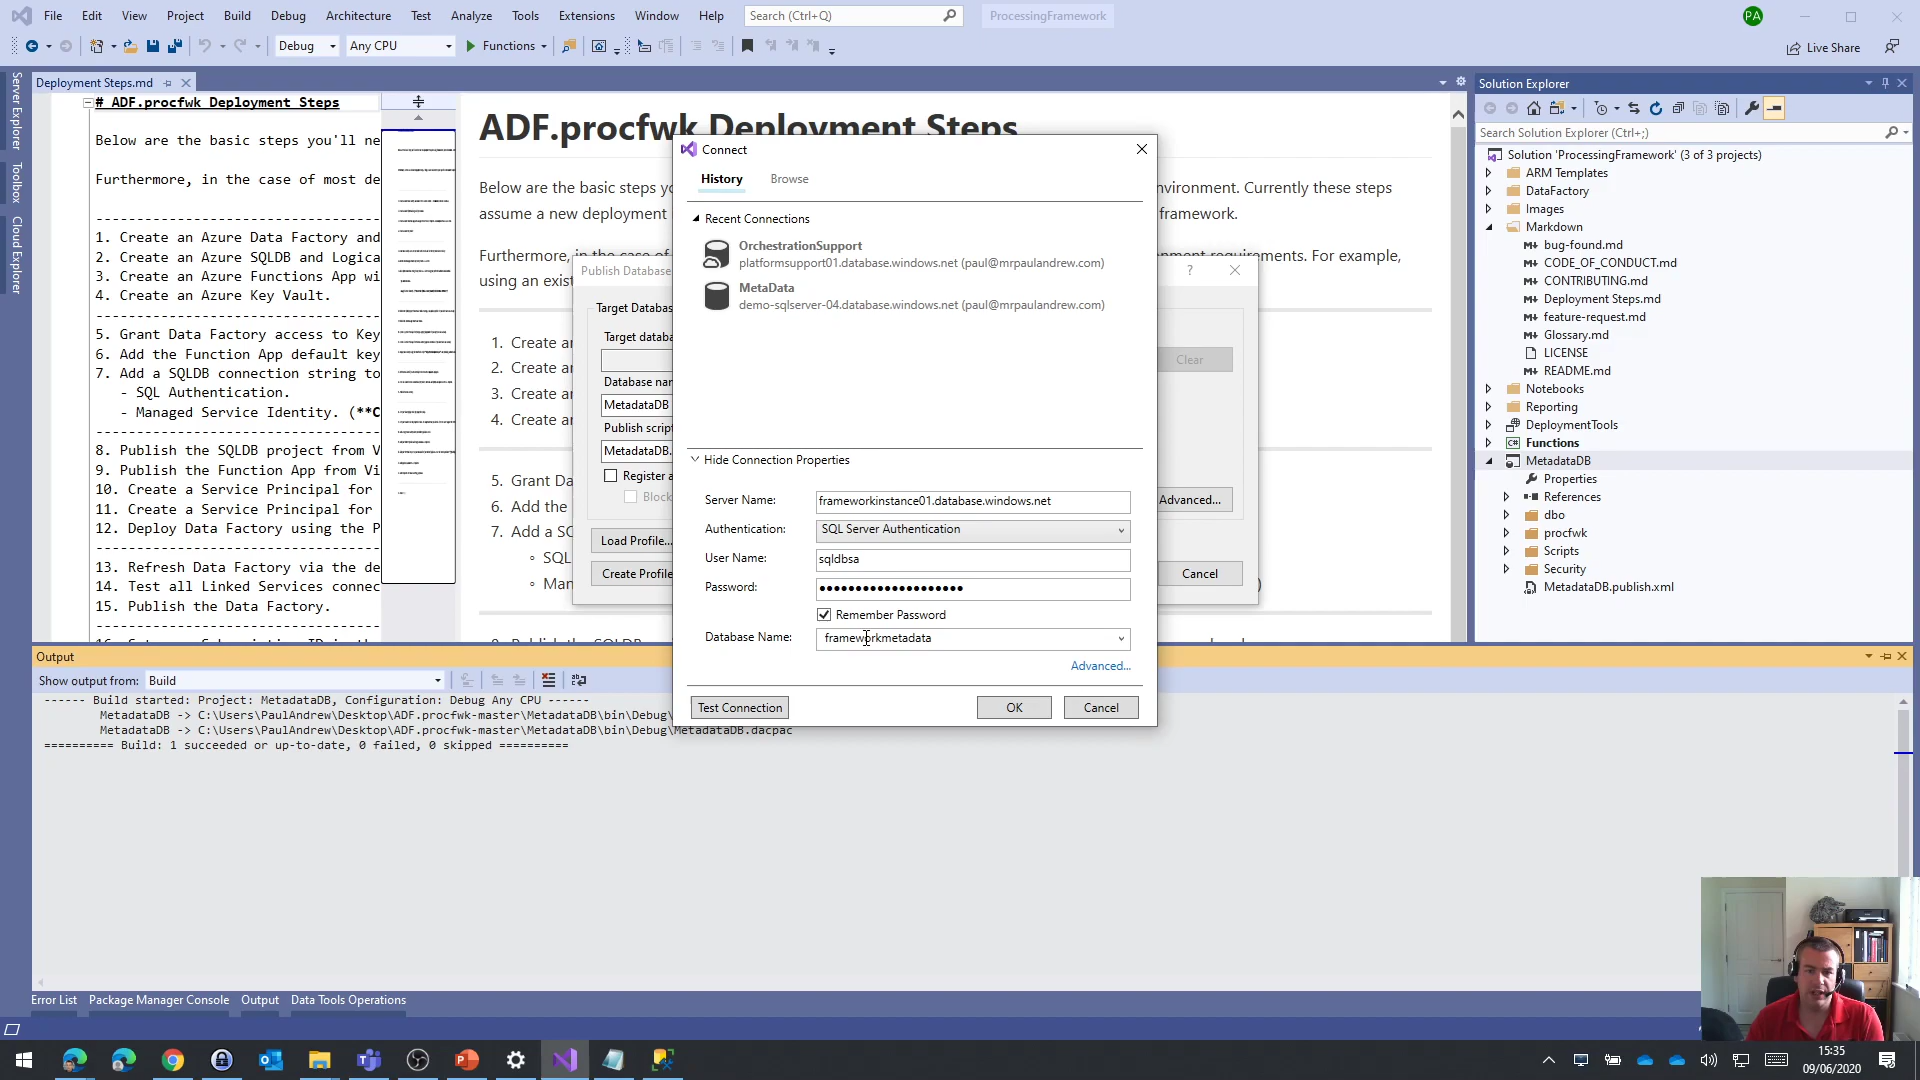 File Edit View Project Build Debug Architecture Test Analyze Tools Extensions Window Help Search (Ctrl+Q) ProcessingFramework PA
Debug Any CPU Functions Live Share
Server Explorer
Toolbox
Cloud Explorer
Deployment Steps.md
# ADF.procfwk Deployment Steps
Below are the basic steps you'll ne
Furthermore, in the case of most de
1. Create an Azure Data Factory and
2. Create an Azure SQLDB and Logica
3. Create an Azure Functions App wi
4. Create an Azure Key Vault.
5. Grant Data Factory access to Key
6. Add the Function App default key
7. Add a SQLDB connection string to
- SQL Authentication.
- Managed Service Identity. (**C
8. Publish the SQLDB project from V
9. Publish the Function App from Vi
10. Create a Service Principal for
11. Create a Service Principal for
12. Deploy Data Factory using the P
13. Refresh Data Factory via the de
14. Test all Linked Services connec
15. Publish the Data Factory.
ADF.procfwk Deployment Steps
Below are the basic steps yo
nvironment. Currently these steps
assume a new deployment
framework.
Furthermore, in the case of
nment requirements. For example,
using an exist
1. Create an
2. Create an
3. Create an
4. Create an
5. Grant Da
6. Add the
7. Add a SQ
SQL
Man
Publish Database
?
Target Databas
Target databa
Clear
Database nan
MetadataDB
Publish script
MetadataDB.
Register a
Block
Advanced...
Load Profile...
Create Profile
Cancel
Connect
History Browse
Recent Connections
OrchestrationSupport
platformsupport01.database.windows.net (paul@mrpaulandrew.com)
MetaData
demo-sqlserver-04.database.windows.net (paul@mrpaulandrew.com)
Hide Connection Properties
Server Name: frameworkinstance01.database.windows.net
Authentication: SQL Server Authentication
User Name: sqldbsa
Password: ●●●●●●●●●●●●●●●●●●●●
Remember Password
Database Name: frameworkmetadata
Advanced...
Test Connection OK Cancel
Solution Explorer
Search Solution Explorer (Ctrl+;)
Solution 'ProcessingFramework' (3 of 3 projects)
ARM Templates
DataFactory
Images
Markdown
bug-found.md
CODE_OF_CONDUCT.md
CONTRIBUTING.md
Deployment Steps.md
feature-request.md
Glossary.md
LICENSE
README.md
Notebooks
Reporting
DeploymentTools
Functions
MetadataDB
Properties
References
dbo
procfwk
Scripts
Security
MetadataDB.publish.xml
Output
Show output from: Build
------ Build started: Project: MetadataDB, Configuration: Debug Any CPU ------
MetadataDB -> C:\Users\PaulAndrew\Desktop\ADF.procfwk-master\MetadataDB\bin\Debug\
MetadataDB -> C:\Users\PaulAndrew\Desktop\ADF.procfwk-master\MetadataDB\bin\Debug\MetadataDB.dacpac
========== Build: 1 succeeded or up-to-date, 0 failed, 0 skipped ==========
Error List Package Manager Console Output Data Tools Operations
15:35
09/06/2020